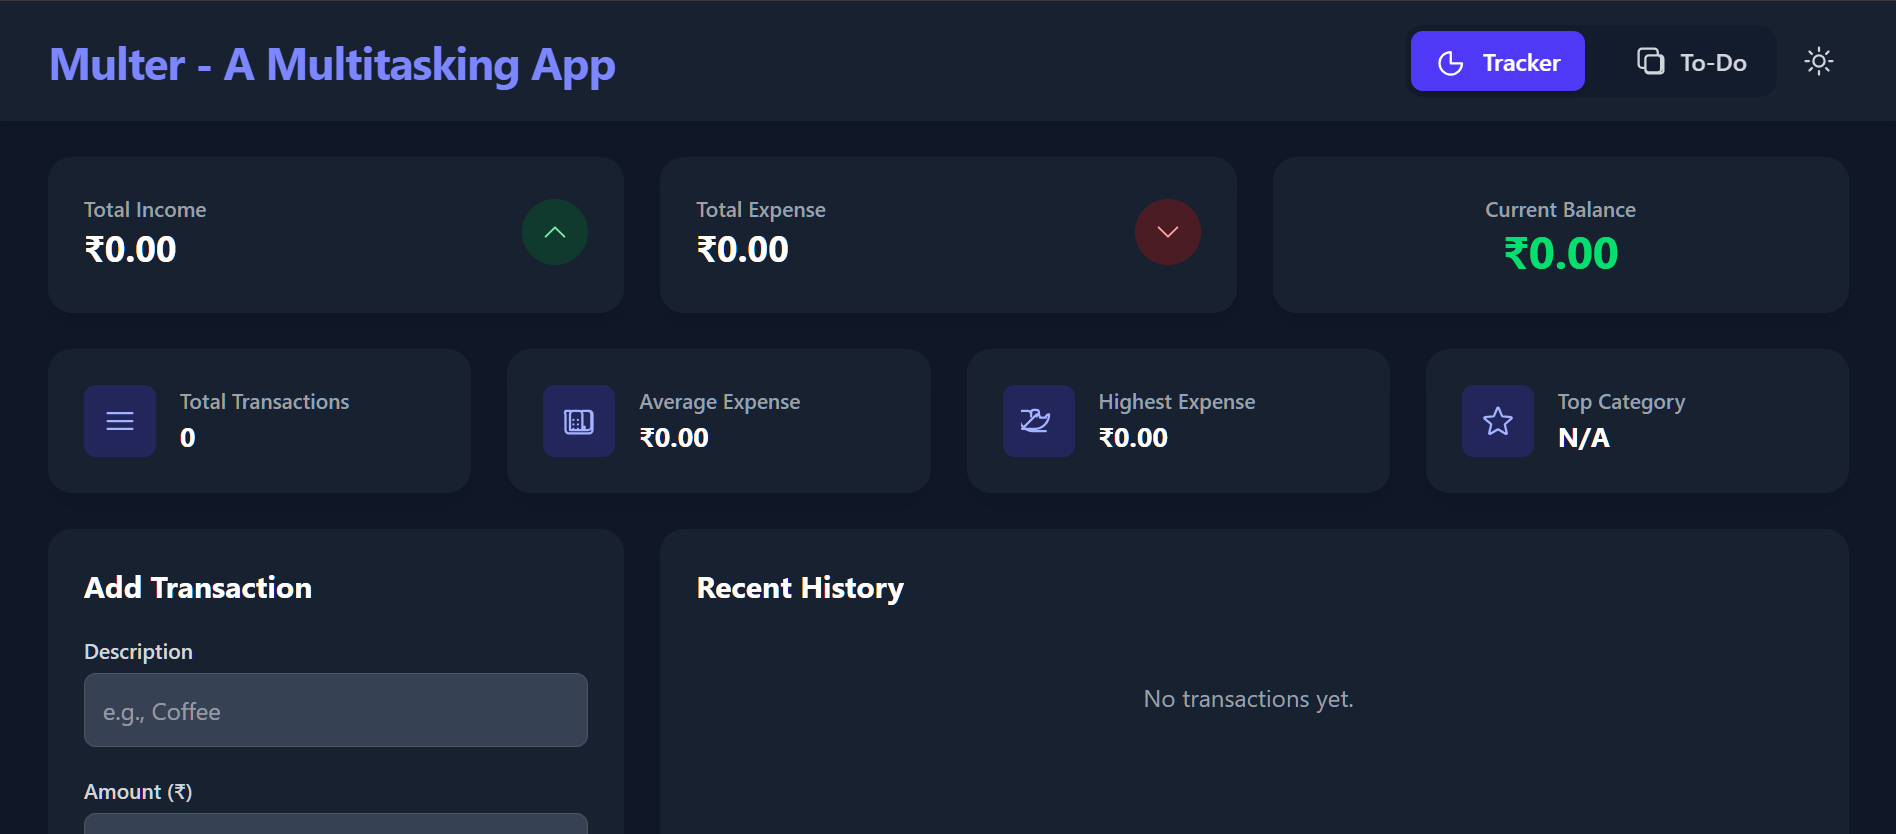 Multer - A Multitasking App
Tracker
To-Do
Total Income
₹0.00
Total Expense
₹0.00
Current Balance
₹0.00
Total Transactions
0
Average Expense
₹0.00
Highest Expense
₹0.00
Top Category
N/A
Add Transaction
Description
e.g., Coffee
Amount (₹)
Recent History
No transactions yet.